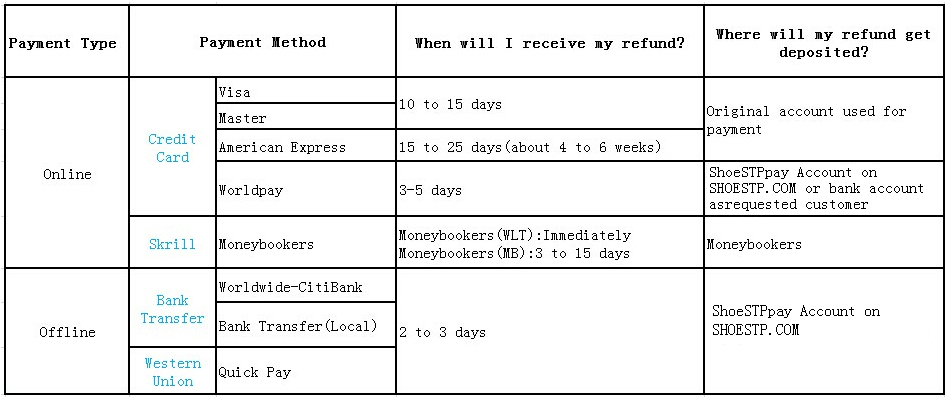 Payment Type
Payment Method
When will I receive my refund?
Where will my refund get
deposited?
Online
Credit
Card
Visa
Master
10 to 15 days
Original account used for
payment
American Express
15 to 25 days(about 4 to 6 weeks)
Worldpay
3-5 days
ShoeSTPpay Account on
SHOESTP.COM or bank account
asrequested customer
Skrill
Moneybookers
Moneybookers(WLT):Immediately
Moneybookers(MB):3 to 15 days
Moneybookers
Offline
Bank
Transfer
Worldwide-CitiBank
Bank Transfer(Local)
2 to 3 days
ShoeSTPpay Account on
SHOESTP.COM
Western
Union
Quick Pay